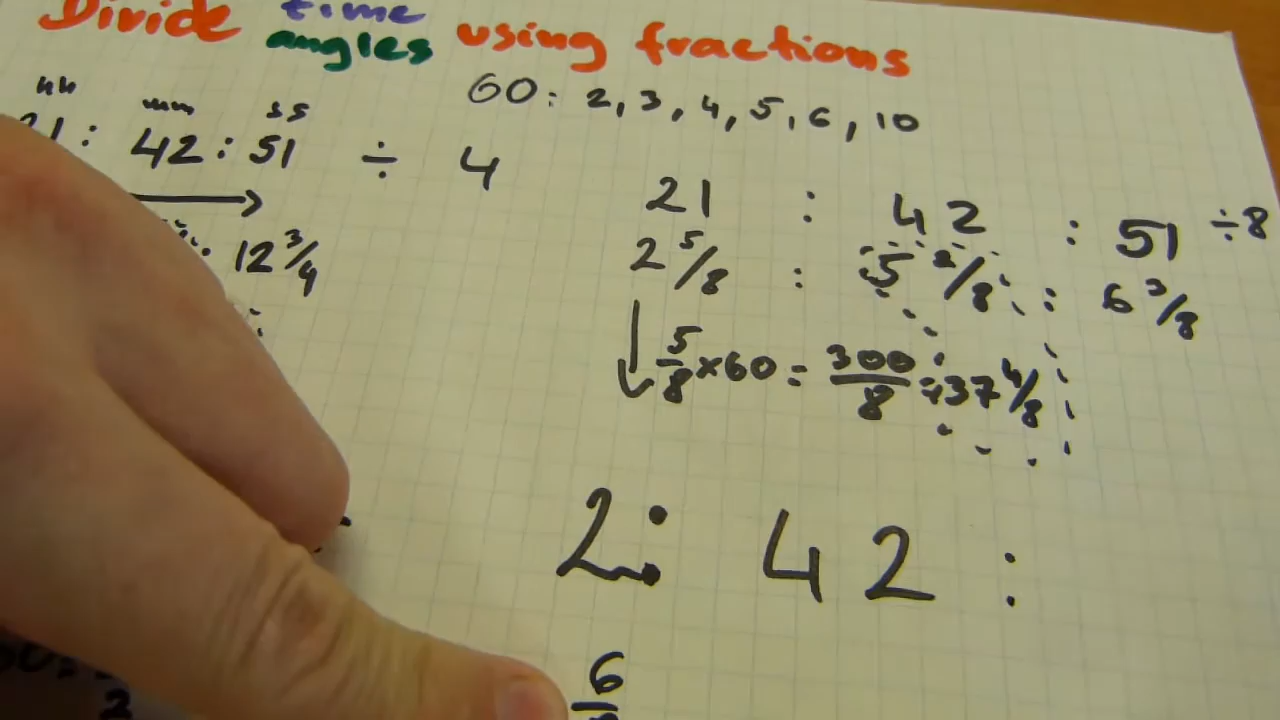 Divide time
angles using fractions
60: 2, 3, 4, 5, 6, 10
hh mm ss
21: 42: 51 ÷ 4
12 3/4
21 : 42 : 51 ÷8
2 5/8 : 5 2/8 : 6 3/8
5/8 ×60 = 300/8 = 37 4/8
2: 42 :
6